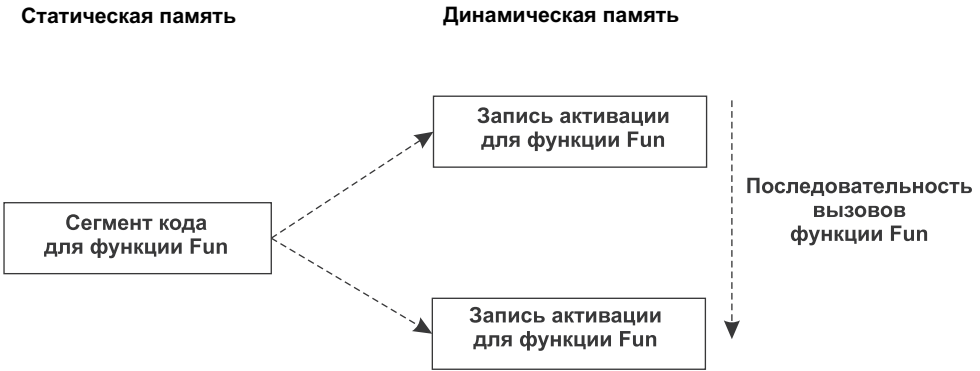 Статическая память
Динамическая память
Запись активации
для функции Fun
Последовательность
вызовов
функции Fun
Сегмент кода
для функции Fun
Запись активации
для функции Fun